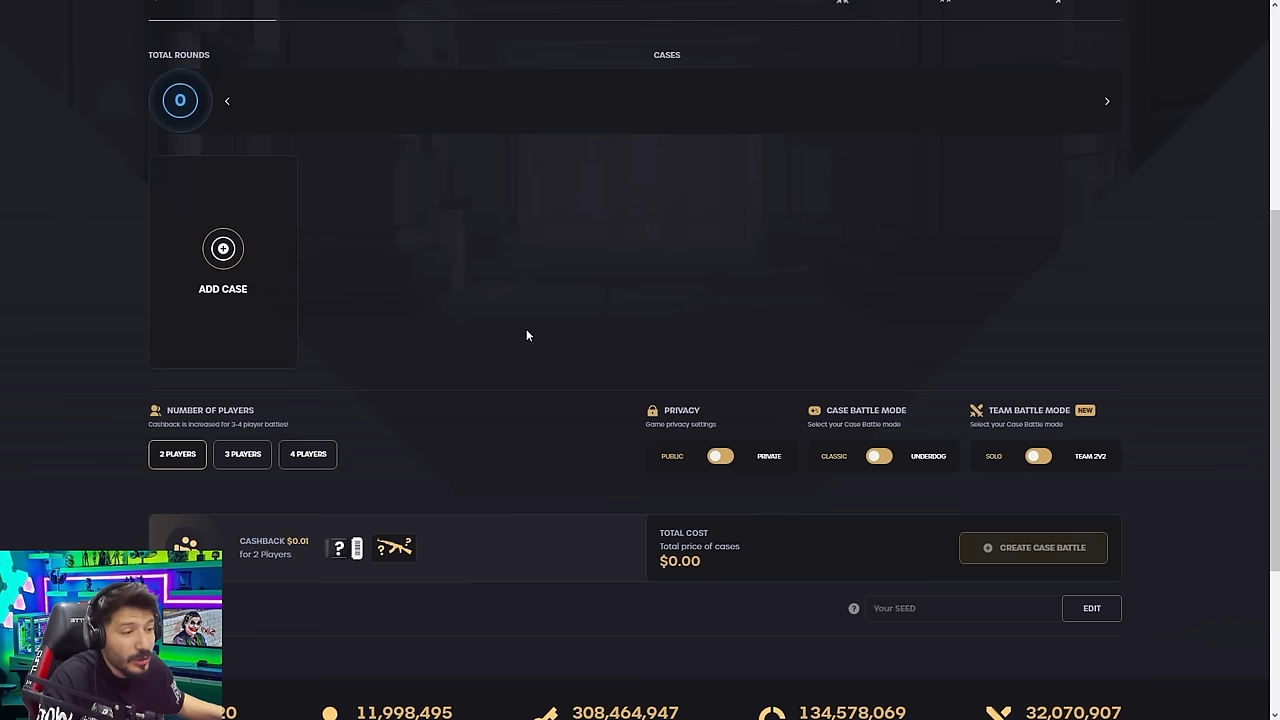 TOTAL ROUNDS
CASES
0
ADD CASE
NUMBER OF PLAYERS
Cashback is increased for 3-4 player battles!
2 PLAYERS
3 PLAYERS
4 PLAYERS
PRIVACY
Game privacy settings
PUBLIC
PRIVATE
CASE BATTLE MODE
Select your Case Battle mode
CLASSIC
UNDERDOG
TEAM BATTLE MODE NEW
Select your Case Battle mode
SOLO
TEAM 2V2
CASHBACK $0.01
for 2 Players
?
? ?
TOTAL COST
Total price of cases
$0.00
CREATE CASE BATTLE
?
Your SEED
EDIT
20
11,998,495
308,464,947
134,578,069
32,070,907